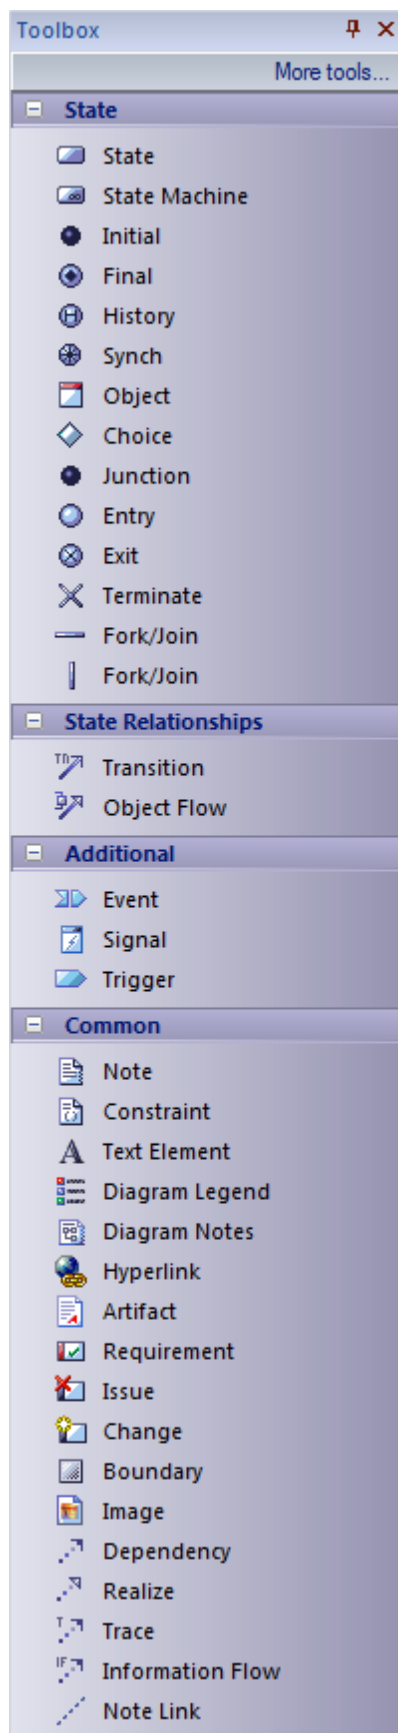 Toolbox
More tools...
State
State
State Machine
Initial
Final
History
Synch
Object
Choice
Junction
Entry
Exit
Terminate
Fork/Join
Fork/Join
State Relationships
Transition
Object Flow
Additional
Event
Signal
Trigger
Common
Note
Constraint
Text Element
Diagram Legend
Diagram Notes
Hyperlink
Artifact
Requirement
Issue
Change
Boundary
Image
Dependency
Realize
Trace
Information Flow
Note Link